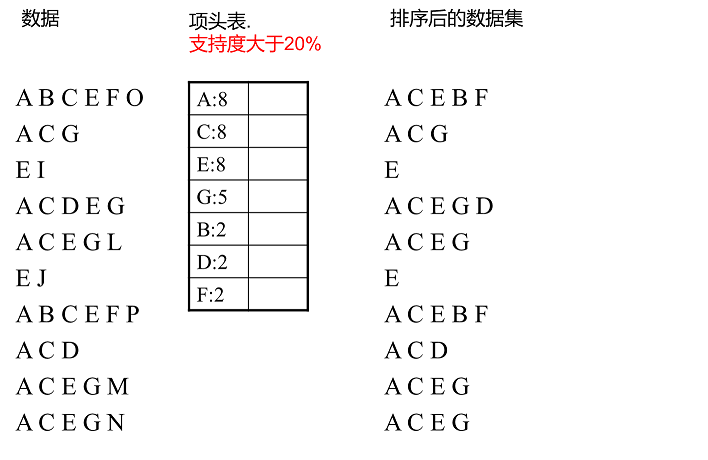 数据
A B C E F O
A C G
E I
A C D E G
A C E G L
E J
A B C E F P
A C D
A C E G M
A C E G N
项头表.
支持度大于20%
A:8
C:8
E:8
G:5
B:2
D:2
F:2
排序后的数据集
A C E B F
A C G
E
A C E G D
A C E G
E
A C E B F
A C D
A C E G
A C E G